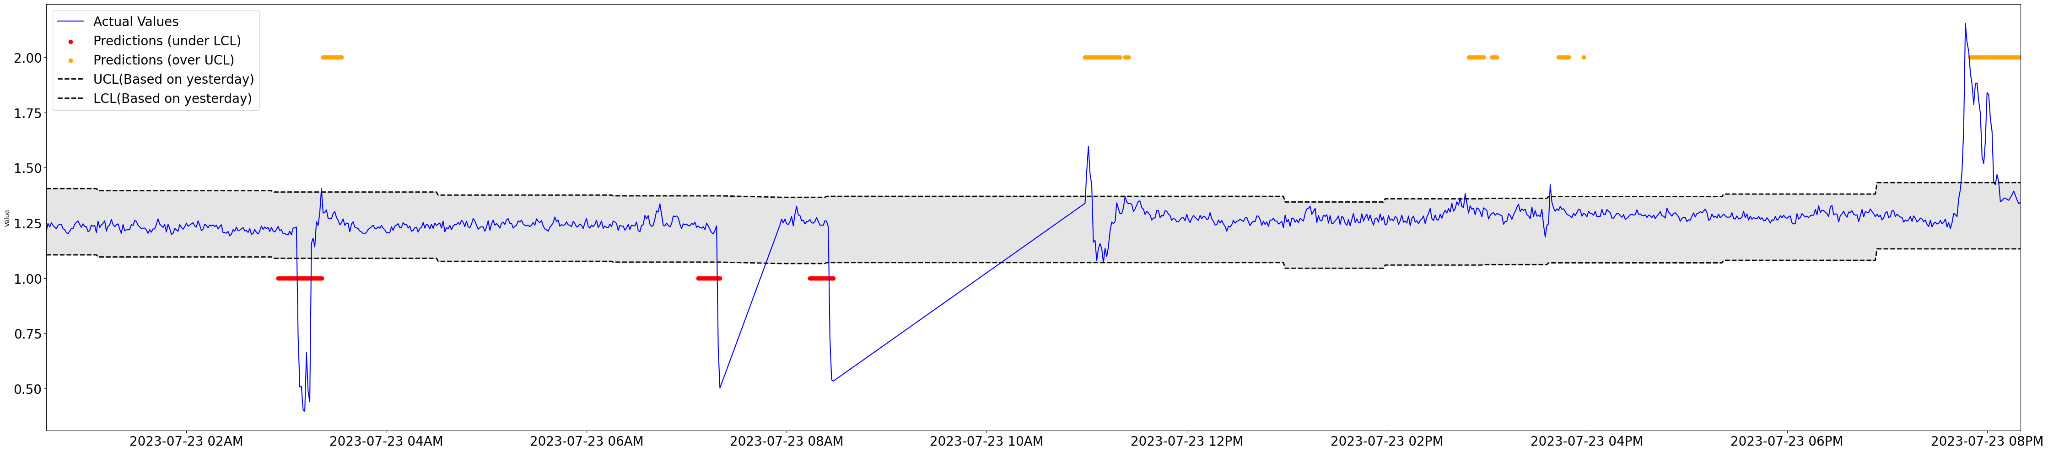 Actual Values
Predictions (under LCL)
Predictions (over UCL)
UCL(Based on yesterday)
LCL(Based on yesterday)
2.00
1.75
1.50
1.25
1.00
0.75
0.50
value
2023-07-23 02AM
2023-07-23 04AM
2023-07-23 06AM
2023-07-23 08AM
2023-07-23 10AM
2023-07-23 12PM
2023-07-23 02PM
2023-07-23 04PM
2023-07-23 06PM
2023-07-23 08PM